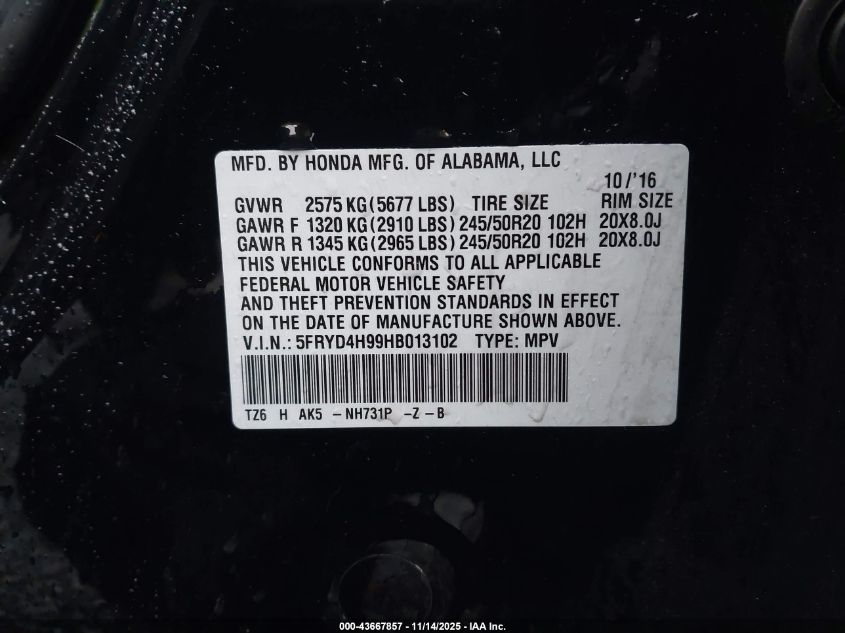 MFD. BY HONDA MFG. OF ALABAMA, LLC
10/'16
GVWR 2575 KG(5677 LBS) TIRE SIZE RIM SIZE
GAWR F 1320 KG(2910 LBS) 245/50R20 102H 20X8.0J
GAWR R 1345 KG(2965 LBS) 245/50R20 102H 20X8.0J
THIS VEHICLE CONFORMS TO ALL APPLICABLE
FEDERAL MOTOR VEHICLE SAFETY
AND THEFT PREVENTION STANDARDS IN EFFECT
ON THE DATE OF MANUFACTURE SHOWN ABOVE.
V.I.N.: 5FRYD4H99HB013102 TYPE: MPV
TZ6 H AK5 -NH731P -Z-B
000-43667857 - 11/14/2025 - IAA, Inc.